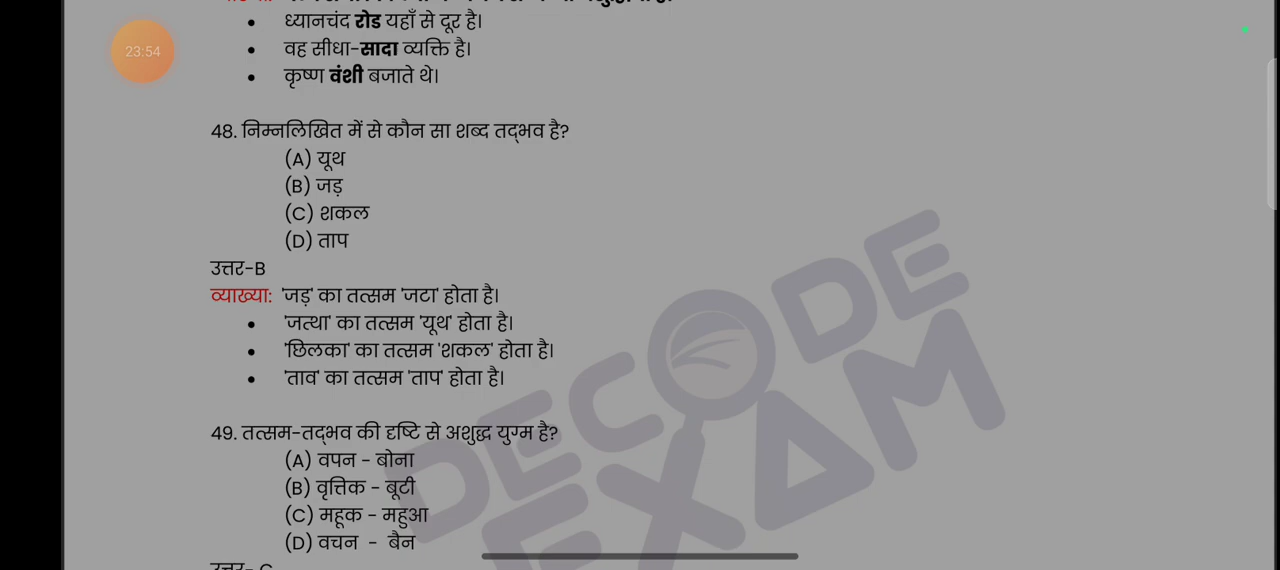 23:54
ध्यानचंद रोड यहाँ से दूर है।
वह सीधा-सादा व्यक्ति है।
कृष्ण वंशी बजाते थे।
48. निम्नलिखित में से कौन सा शब्द तद्भव है?
(A) यूथ
(B) जड़
(C) शकल
(D) ताप
उत्तर-B
व्याख्या: 'जड़' का तत्सम 'जटा' होता है।
'जत्था' का तत्सम 'यूथ' होता है।
'छिलका' का तत्सम 'शकल' होता है।
'ताव' का तत्सम 'ताप' होता है।
49. तत्सम-तद्भव की दृष्टि से अशुद्ध युग्म है?
(A) वपन - बोना
(B) वृत्तिक - बूटी
(C) महूक - महुआ
(D) वचन - बैन
उत्तर- C
DECODE
EXAM